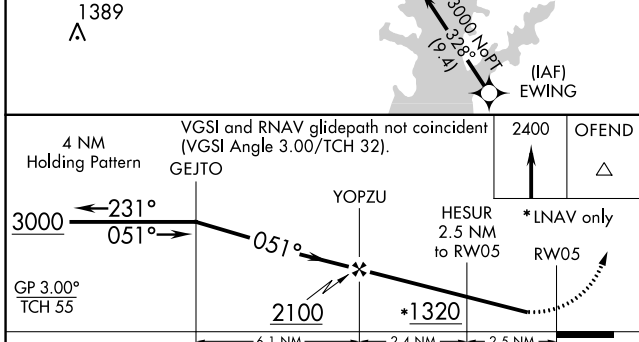 1389
3000 NoPT
328°
(9.4)
(IAF)
EWING
VGSI and RNAV glidepath not coincident
(VGSI Angle 3.00/TCH 32).
2400
OFEND
4 NM
Holding Pattern
GEJTO
YOPZU
HESUR
2.5 NM
to RW05
*LNAV only
RW05
3000
231°
051°
051°
GP 3.00°
TCH 55
2100
*1320
6.1 NM
2.4 NM
2.5 NM